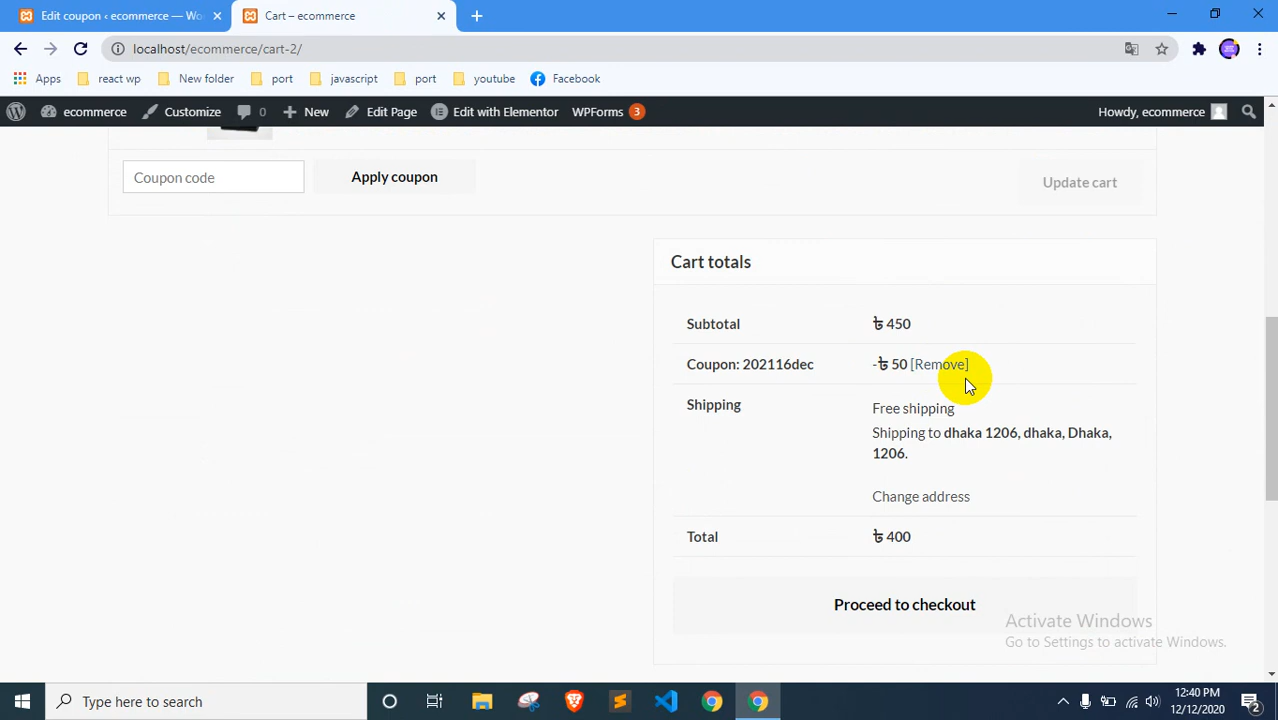 Edit coupon ‹ ecommerce — Wo
Cart – ecommerce
localhost/ecommerce/cart-2/
Apps
react wp
New folder
port
javascript
port
youtube
Facebook
ecommerce
Customize
0
New
Edit Page
Edit with Elementor
WPForms
3
Howdy, ecommerce
Coupon code
Apply coupon
Update cart
Cart totals
Subtotal
৳ 450
Coupon: 202116dec
-৳ 50 [Remove]
Shipping
Free shipping
Shipping to dhaka 1206, dhaka, Dhaka,
1206.
Change address
Total
৳ 400
Proceed to checkout
Activate Windows
Go to Settings to activate Windows.
Type here to search
12:40 PM
12/12/2020
2